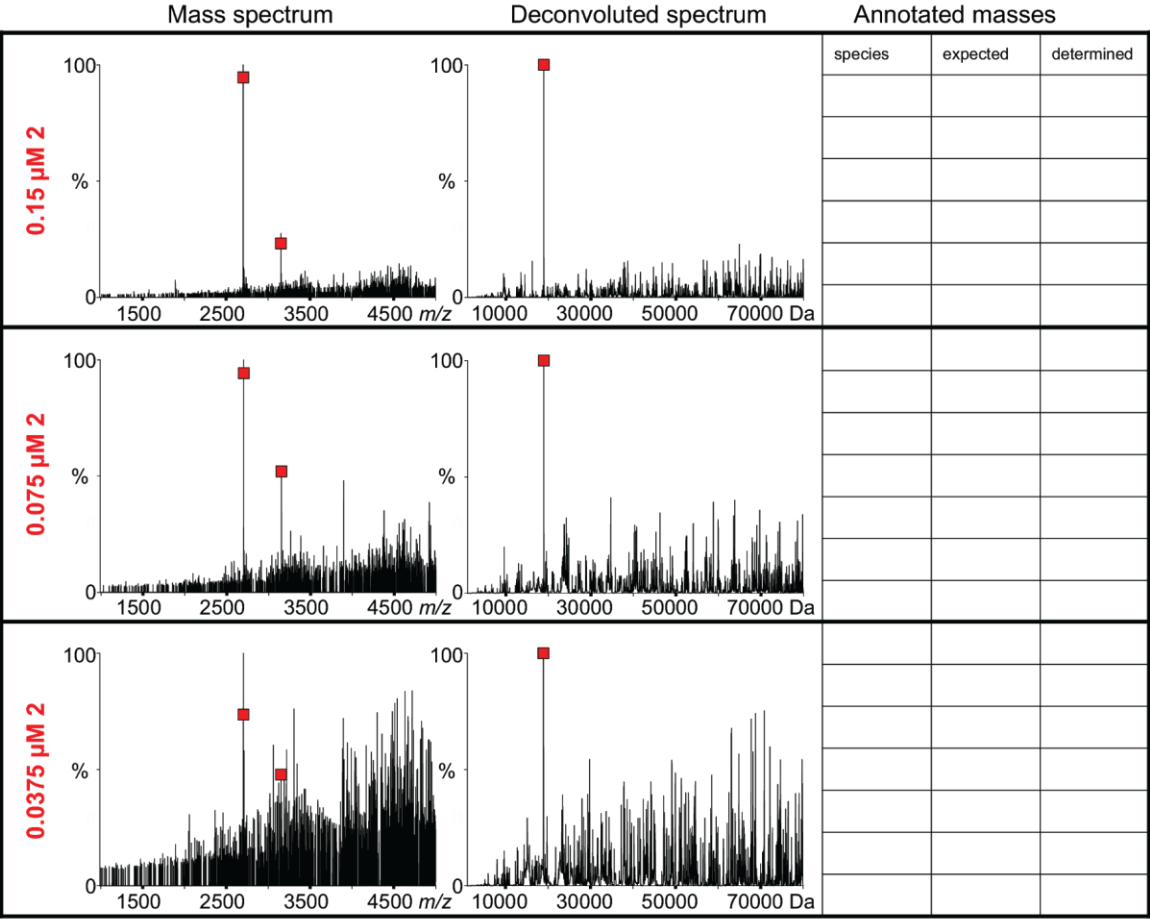 Mass spectrum Deconvoluted spectrum Annotated masses
species expected determined
0.15 µM 2
100
%
0
1500 2500 3500 4500 m/z
100
%
0
10000 30000 50000 70000 Da
0.075 µM 2
100
%
0
1500 2500 3500 4500 m/z
100
%
0
10000 30000 50000 70000 Da
0.0375 µM 2
100
%
0
1500 2500 3500 4500 m/z
100
%
0
10000 30000 50000 70000 Da